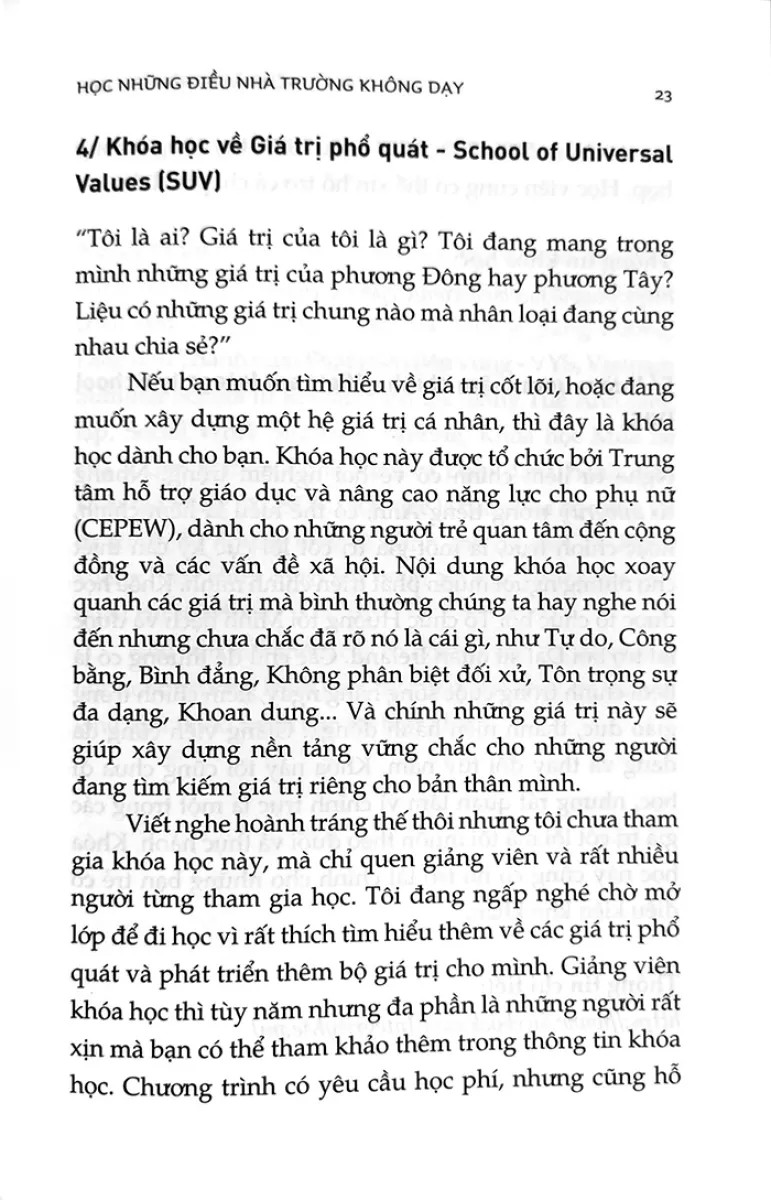 HỌC NHỮNG ĐIỀU NHÀ TRƯỜNG KHÔNG DẠY
23
4/ Khóa học về Giá trị phổ quát - School of Universal
Values (SUV)
"Tôi là ai? Giá trị của tôi là gì? Tôi đang mang trong
mình những giá trị của phương Đông hay phương Tây?
Liệu có những giá trị chung nào mà nhân loại đang cùng
nhau chia sẻ?"
Nếu bạn muốn tìm hiểu về giá trị cốt lõi, hoặc đang
muốn xây dựng một hệ giá trị cá nhân, thì đây là khóa
học dành cho bạn. Khóa học này được tổ chức bởi Trung
tâm hỗ trợ giáo dục và nâng cao năng lực cho phụ nữ
(CEPEW), dành cho những người trẻ quan tâm đến cộng
đồng và các vấn đề xã hội. Nội dung khóa học xoay
quanh các giá trị mà bình thường chúng ta hay nghe nói
đến nhưng chưa chắc đã rõ nó là cái gì, như Tự do, Công
bằng, Bình đẳng, Không phân biệt đối xử, Tôn trọng sự
đa dạng, Khoan dung... Và chính những giá trị này sẽ
giúp xây dựng nền tảng vững chắc cho những người
đang tìm kiếm giá trị riêng cho bản thân mình.
Viết nghe hoành tráng thế thôi nhưng tôi chưa tham
gia khóa học này, mà chỉ quen giảng viên và rất nhiều
người từng tham gia học. Tôi đang ngấp nghé chờ mở
lớp để đi học vì rất thích tìm hiểu thêm về các giá trị phổ
quát và phát triển thêm bộ giá trị cho mình. Giảng viên
khóa học thì tùy năm nhưng đa phần là những người rất
xịn mà bạn có thể tham khảo thêm trong thông tin khóa
học. Chương trình có yêu cầu học phí, nhưng cũng hỗ